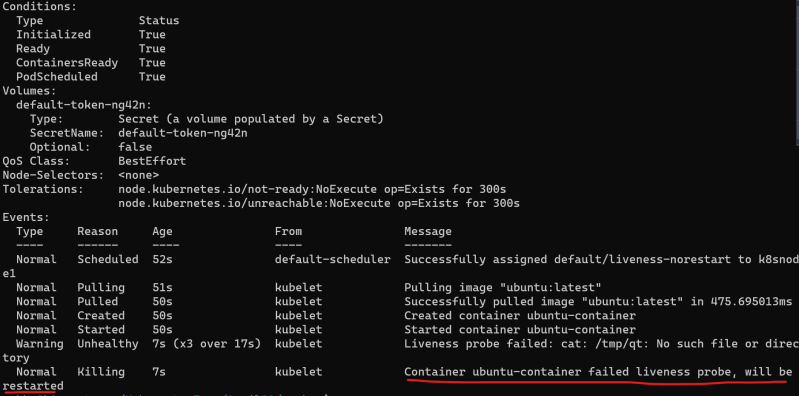 Conditions:
  Type              Status
  Initialized       True
  Ready             True
  ContainersReady   True
  PodScheduled      True
Volumes:
  default-token-ng42n:
    Type:        Secret (a volume populated by a Secret)
    SecretName:  default-token-ng42n
    Optional:    false
QoS Class:       BestEffort
Node-Selectors:  <none>
Tolerations:     node.kubernetes.io/not-ready:NoExecute op=Exists for 300s
                 node.kubernetes.io/unreachable:NoExecute op=Exists for 300s
Events:
  Type     Reason     Age               From               Message
  ----     ------     ----              ----               -------
  Normal   Scheduled  52s               default-scheduler  Successfully assigned default/liveness-norestart to k8snod
e1
  Normal   Pulling    51s               kubelet            Pulling image "ubuntu:latest"
  Normal   Pulled     50s               kubelet            Successfully pulled image "ubuntu:latest" in 475.695013ms
  Normal   Created    50s               kubelet            Created container ubuntu-container
  Normal   Started    50s               kubelet            Started container ubuntu-container
  Warning  Unhealthy  7s (x3 over 17s)  kubelet            Liveness probe failed: cat: /tmp/qt: No such file or direc
tory
  Normal   Killing    7s                kubelet            Container ubuntu-container failed liveness probe, will be
restarted